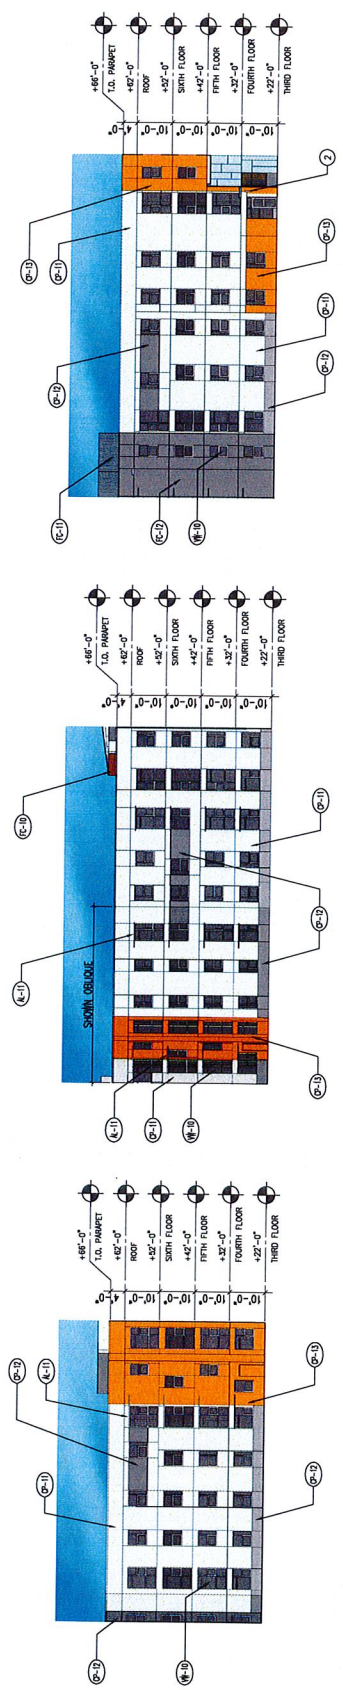 CP-11
CP-12
AL-11
+66'-0"
T.O. PARAPET
4'-0"
+62'-0"
ROOF
10'-0"
+52'-0"
SIXTH FLOOR
10'-0"
+42'-0"
FIFTH FLOOR
10'-0"
+32'-0"
FOURTH FLOOR
10'-0"
+22'-0"
THIRD FLOOR
CP-12
VW-10
CP-12
CP-13
AL-11
FC-10
SHOWN OBLIQUE
+66'-0"
T.O. PARAPET
4'-0"
+62'-0"
ROOF
10'-0"
+52'-0"
SIXTH FLOOR
10'-0"
+42'-0"
FIFTH FLOOR
10'-0"
+32'-0"
FOURTH FLOOR
10'-0"
+22'-0"
THIRD FLOOR
AL-11
CP-11
VW-10
CP-13
CP-12
CP-11
FC-11
CP-12
CP-11
CP-13
+66'-0"
T.O. PARAPET
4'-0"
+62'-0"
ROOF
10'-0"
+52'-0"
SIXTH FLOOR
10'-0"
+42'-0"
FIFTH FLOOR
10'-0"
+32'-0"
FOURTH FLOOR
10'-0"
+22'-0"
THIRD FLOOR
FC-12
VW-10
CP-12
CP-11
CP-13
2